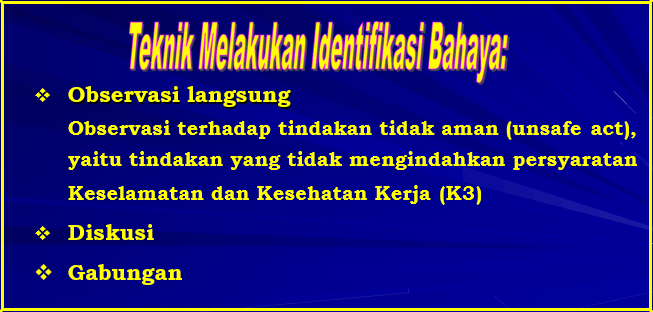 Teknik Melakukan Identifikasi Bahaya:
❖ Observasi langsung
Observasi terhadap tindakan tidak aman (unsafe act),
yaitu tindakan yang tidak mengindahkan persyaratan
Keselamatan dan Kesehatan Kerja (K3)
❖ Diskusi
❖ Gabungan